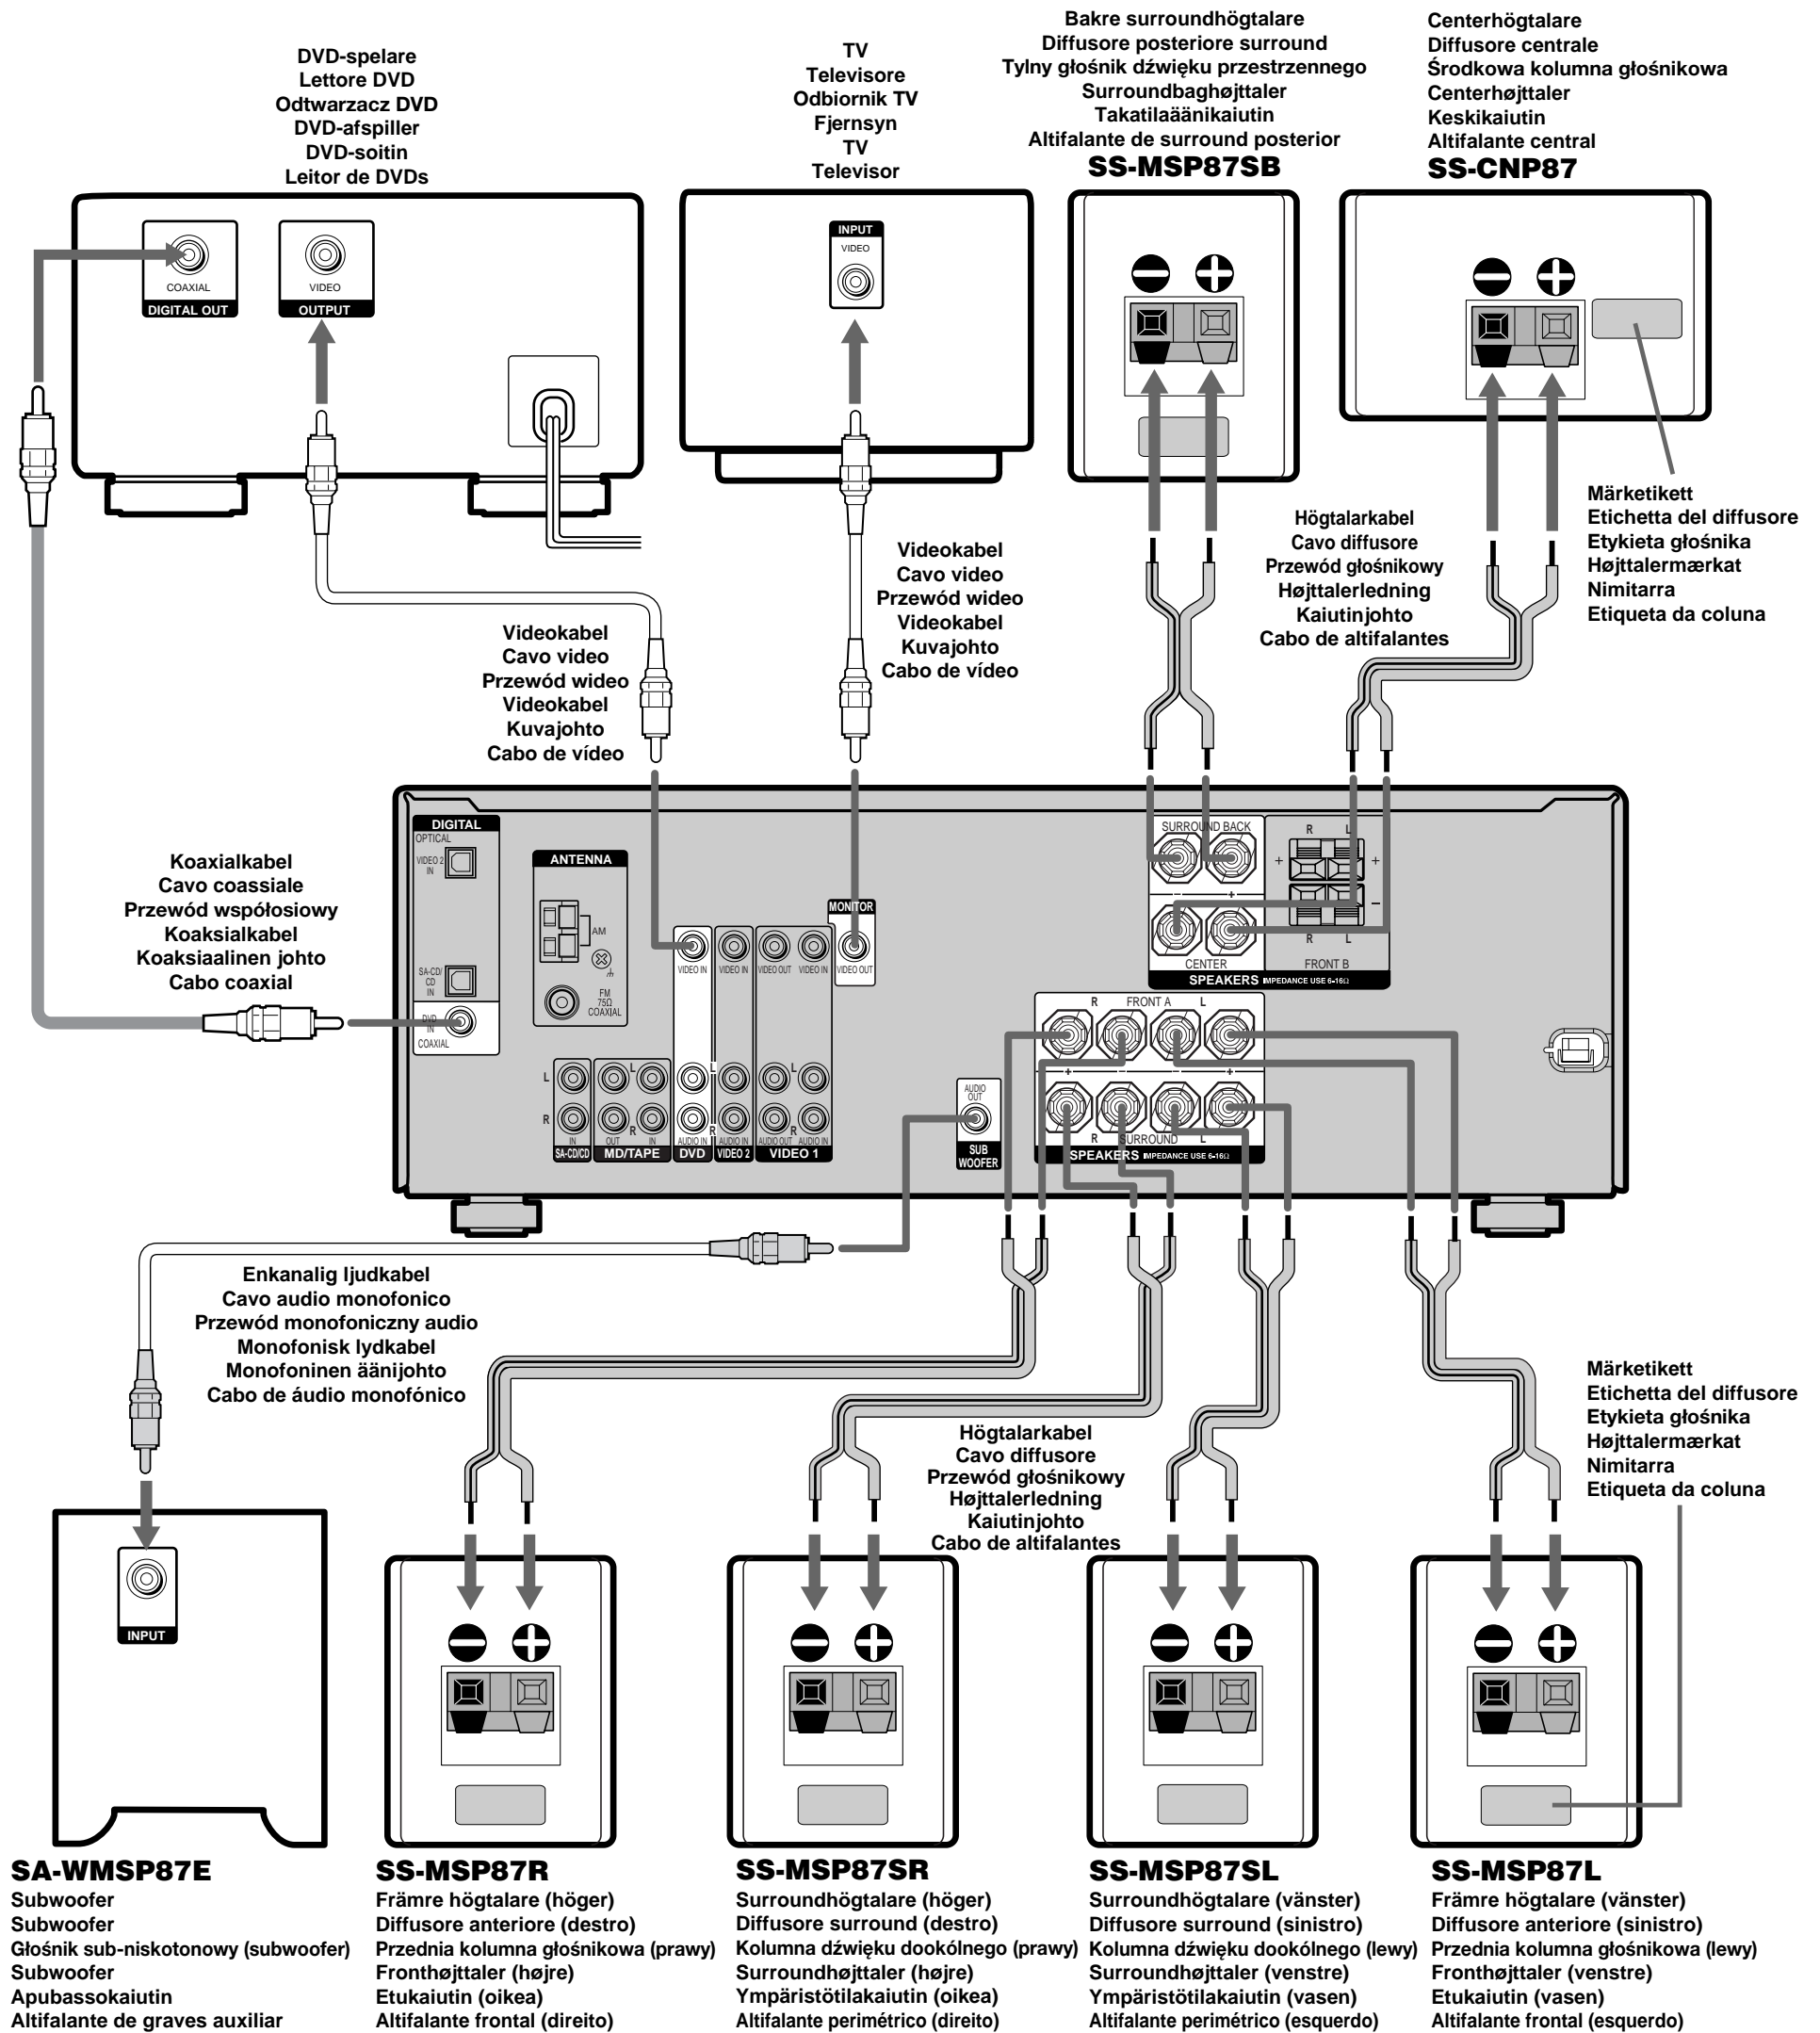 DVD-spelare
Lettore DVD
Odtwarzacz DVD
DVD-afspiller
DVD-soitin
Leitor de DVDs
TV
Televisore
Odbiornik TV
Fjernsyn
TV
Televisor
Bakre surroundhögtalare
Diffusore posteriore surround
Tylny głośnik dźwięku przestrzennego
Surroundbaghøjttaler
Takatilaäänikaiutin
Altifalante de surround posterior
SS-MSP87SB
Centerhögtalare
Diffusore centrale
Środkowa kolumna głośnikowa
Centerhøjttaler
Keskikaiutin
Altifalante central
SS-CNP87
COAXIAL
DIGITAL OUT
VIDEO
OUTPUT
INPUT
VIDEO
Märketikett
Etichetta del diffusore
Etykieta głośnika
Højttalermærkat
Nimitarra
Etiqueta da coluna
Högtalarkabel
Cavo diffusore
Przewód głośnikowy
Højttalerledning
Kaiutinjohto
Cabo de altifalantes
Videokabel
Cavo video
Przewód wideo
Videokabel
Kuvajohto
Cabo de vídeo
Videokabel
Cavo video
Przewód wideo
Videokabel
Kuvajohto
Cabo de vídeo
Koaxialkabel
Cavo coassiale
Przewód współosiowy
Koaksialkabel
Koaksiaalinen johto
Cabo coaxial
DIGITAL
OPTICAL
VIDEO 2
IN
SA-CD/
CD
IN
DVD
IN
COAXIAL
ANTENNA
AM
FM
75Ω
COAXIAL
MONITOR
VIDEO IN
VIDEO IN
VIDEO OUT
VIDEO IN
VIDEO OUT
L
L
L
L
R
R
R
R
IN
OUT
IN
AUDIO IN
AUDIO IN
AUDIO OUT
AUDIO IN
SA-CD/CD
MD/TAPE
DVD
VIDEO 2
VIDEO 1
AUDIO
OUT
SUB
WOOFER
SURROUND BACK
R L
+ +
– +
–
R L
CENTER
FRONT B
SPEAKERS IMPEDANCE USE 6-16Ω
R FRONT A L
+ – – +
R SURROUND L
SPEAKERS IMPEDANCE USE 6-16Ω
Enkanalig ljudkabel
Cavo audio monofonico
Przewód monofoniczny audio
Monofonisk lydkabel
Monofoninen äänijohto
Cabo de áudio monofónico
Högtalarkabel
Cavo diffusore
Przewód głośnikowy
Højttalerledning
Kaiutinjohto
Cabo de altifalantes
Märketikett
Etichetta del diffusore
Etykieta głośnika
Højttalermærkat
Nimitarra
Etiqueta da coluna
INPUT
SA-WMSP87E
Subwoofer
Subwoofer
Głośnik sub-niskotonowy (subwoofer)
Subwoofer
Apubassokaiutin
Altifalante de graves auxiliar
SS-MSP87R
Främre högtalare (höger)
Diffusore anteriore (destro)
Przednia kolumna głośnikowa (prawy)
Fronthøjttaler (højre)
Etukaiutin (oikea)
Altifalante frontal (direito)
SS-MSP87SR
Surroundhögtalare (höger)
Diffusore surround (destro)
Kolumna dźwięku dookólnego (prawy)
Surroundhøjttaler (højre)
Ympäristötilakaiutin (oikea)
Altifalante perimétrico (direito)
SS-MSP87SL
Surroundhögtalare (vänster)
Diffusore surround (sinistro)
Kolumna dźwięku dookólnego (lewy)
Surroundhøjttaler (venstre)
Ympäristötilakaiutin (vasen)
Altifalante perimétrico (esquerdo)
SS-MSP87L
Främre högtalare (vänster)
Diffusore anteriore (sinistro)
Przednia kolumna głośnikowa (lewy)
Fronthøjttaler (venstre)
Etukaiutin (vasen)
Altifalante frontal (esquerdo)